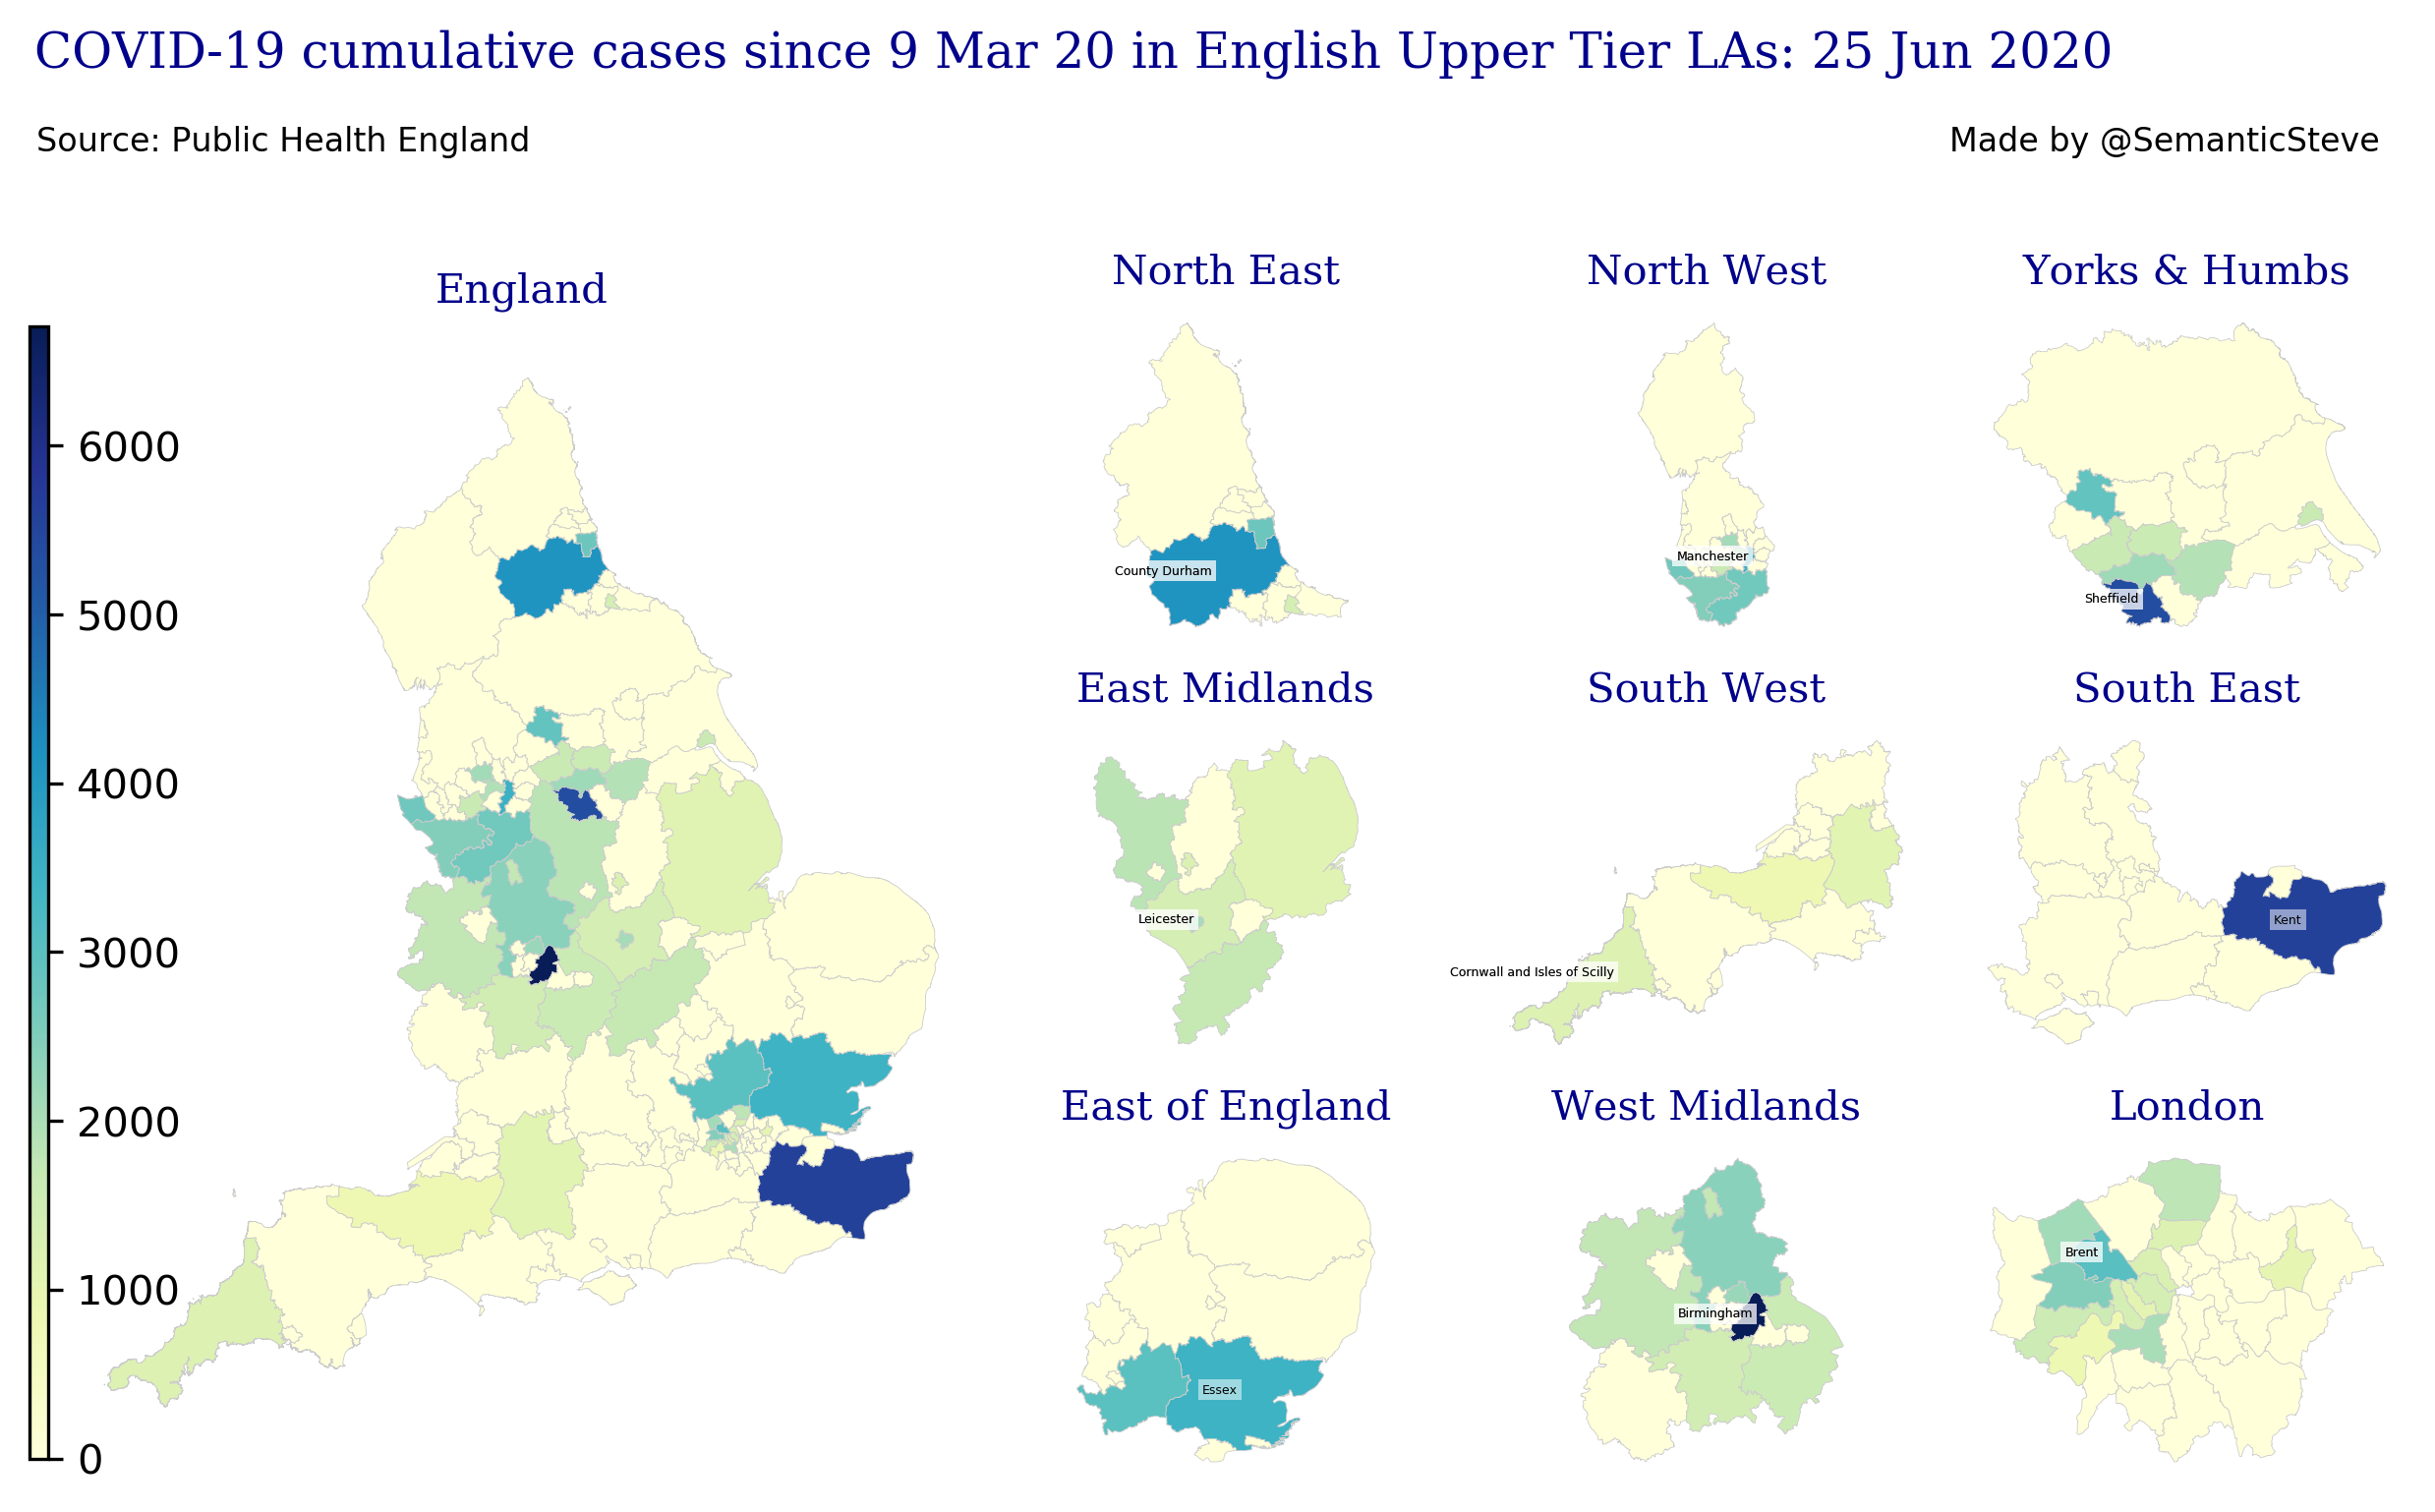 COVID-19 cumulative cases since 9 Mar 20 in English Upper Tier LAs: 25 Jun 2020
Source: Public Health England
Made by @SemanticSteve
England
6000
5000
4000
3000
2000
1000
0
North East
County Durham
North West
Manchester
Yorks & Humbs
Sheffield
East Midlands
Leicester
South West
Cornwall and Isles of Scilly
South East
Kent
East of England
Essex
West Midlands
Birmingham
London
Brent